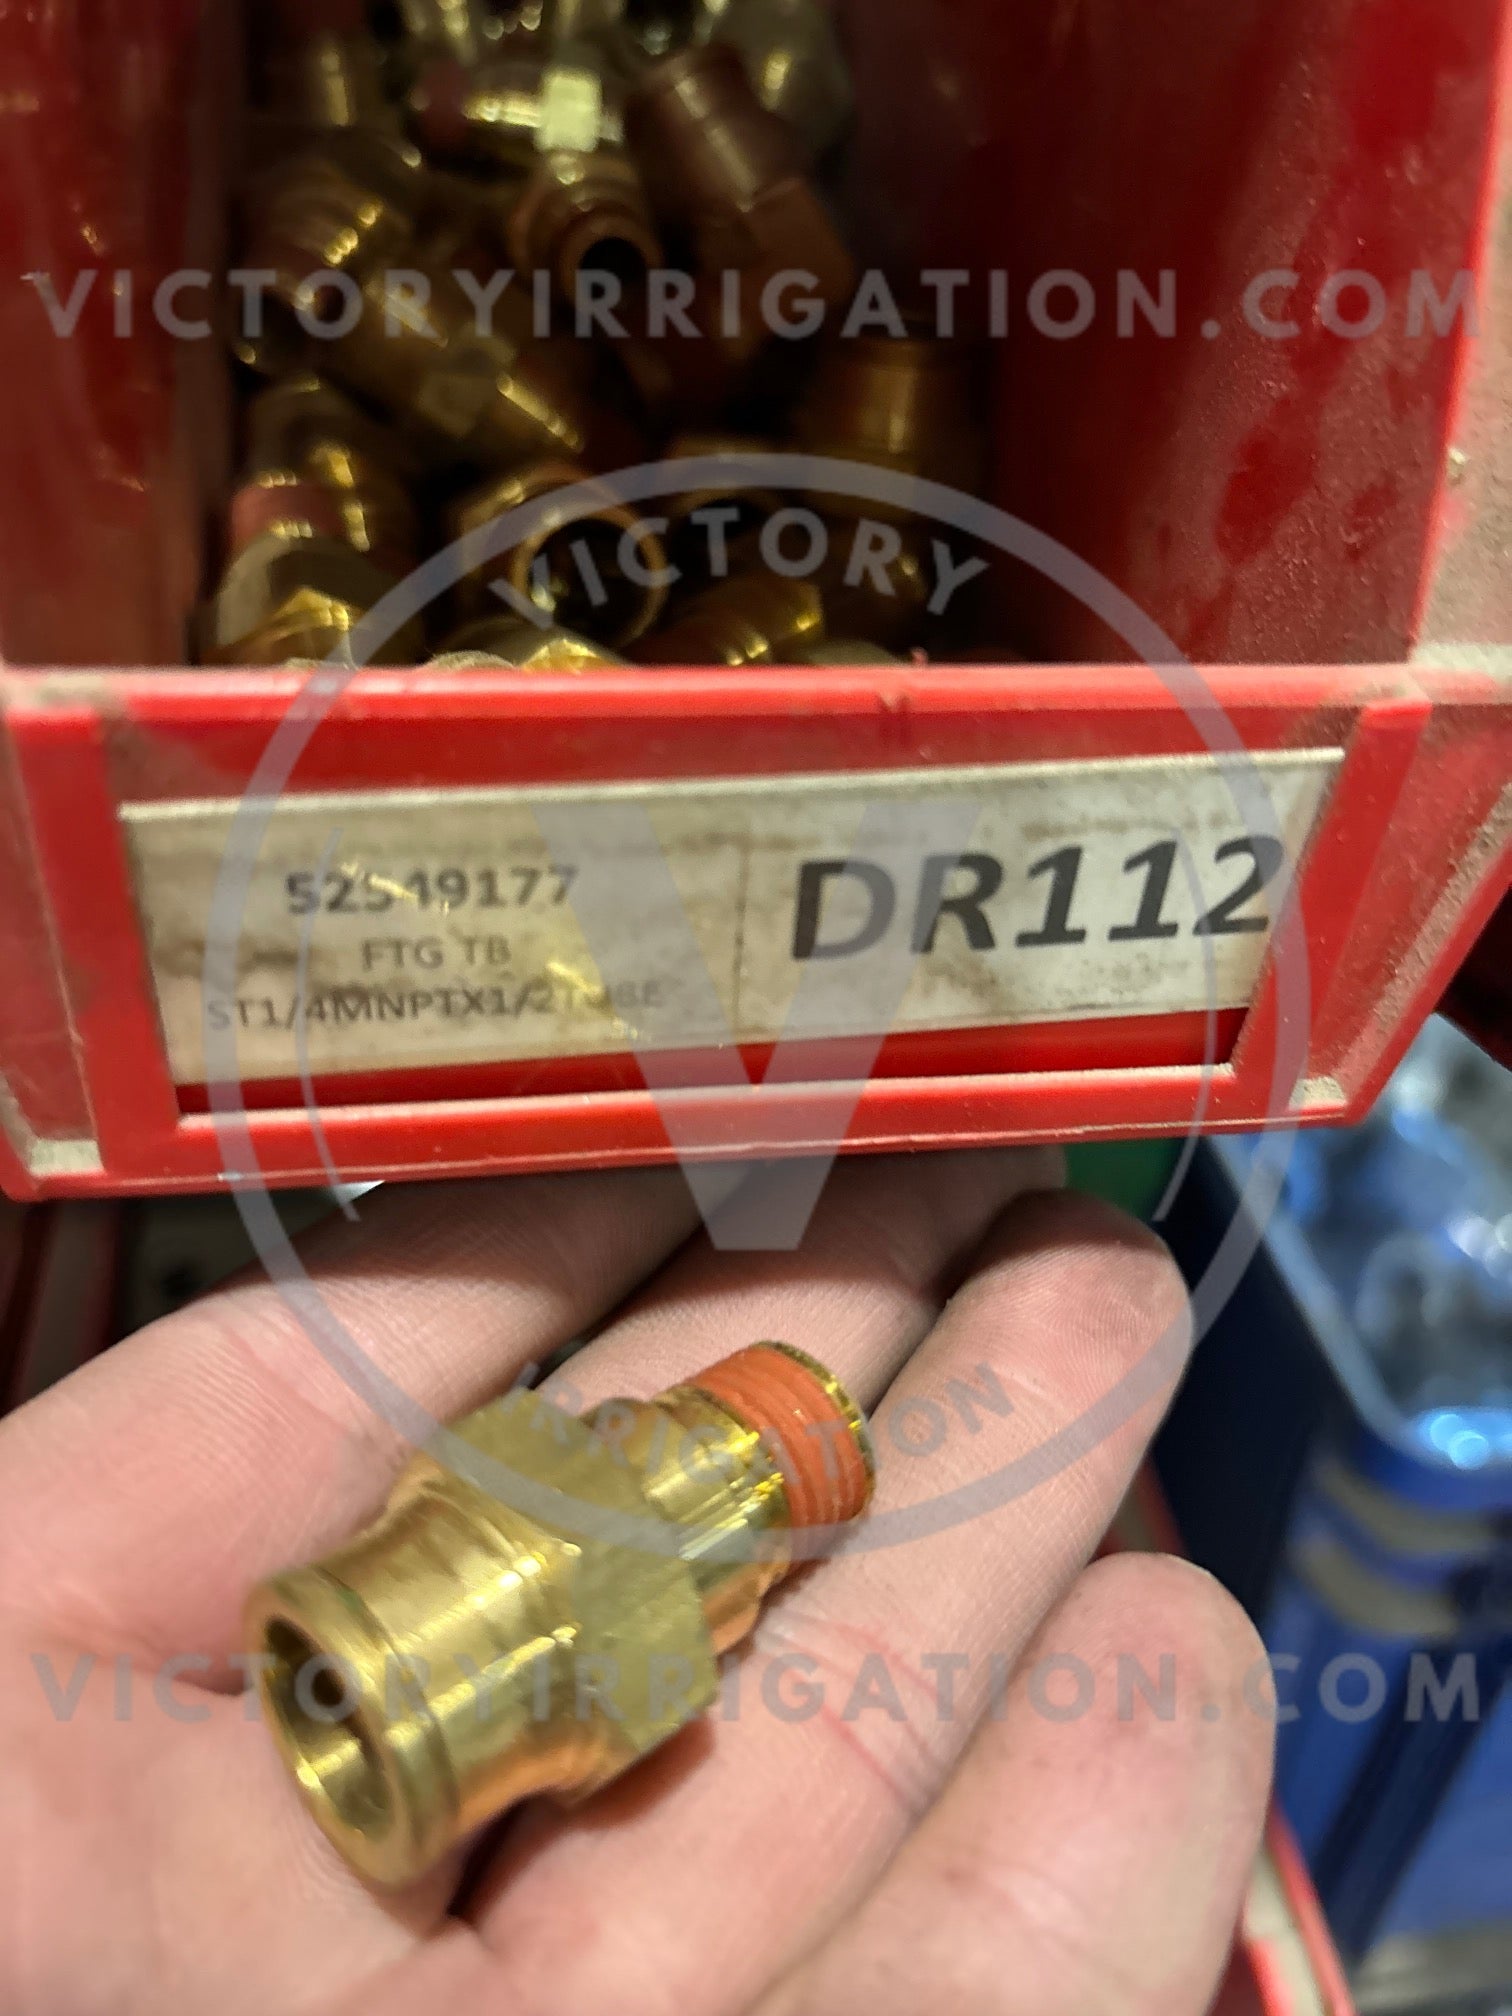 VICTORYIRRIGATION.COM
VICTORY
52549177
FTG TB
ST1/4MNPTX1/2TUBE
DR112
IRRIGATION
VICTORYIRRIGATION.COM